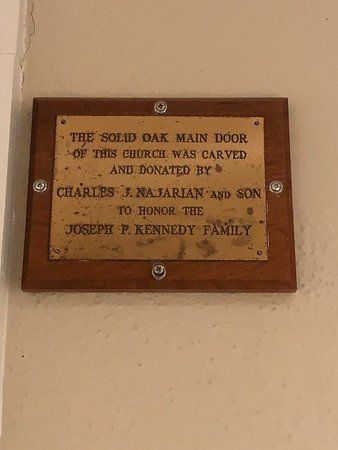 THE SOLID OAK MAIN DOOR
OF THIS CHURCH WAS CARVED
AND DONATED BY
CHARLES J. NAJARIAN AND SON
TO HONOR THE
JOSEPH P. KENNEDY FAMILY